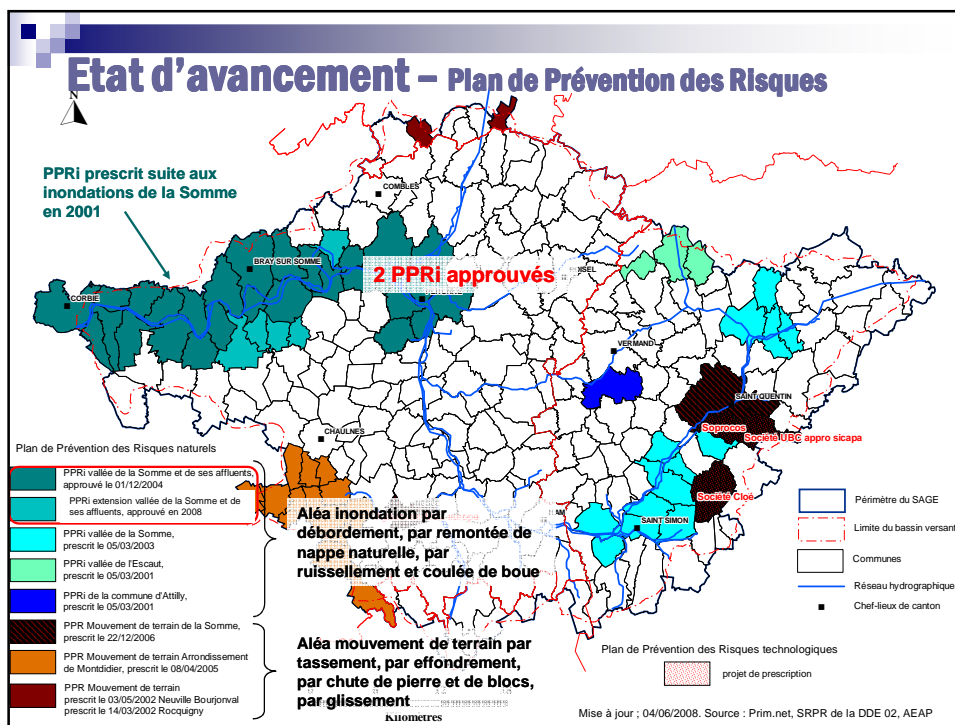 Etat d'avancement – Plan de Prévention des Risques
N
PPRi prescrit suite aux
inondations de la Somme
en 2001
COMBLES
BRAY SUR SOMME
2 PPRi approuvés
CORBIE
VERMAND
SAINT QUENTIN
Soprocos
Société UBC appro sicapa
CHAULNES
Société Cloé
SAINT SIMON
Plan de Prévention des Risques naturels
PPRi vallée de la Somme et de ses affluents,
approuvé le 01/12/2004
PPRi extension vallée de la Somme et de
ses affluents, approuvé en 2008
PPRi vallée de la Somme,
prescrit le 05/03/2003
PPRi vallée de l'Escaut,
prescrit le 05/03/2001
PPRi de la commune d'Attilly,
prescrit le 05/03/2001
PPR Mouvement de terrain de la Somme,
prescrit le 22/12/2006
PPR Mouvement de terrain Arrondissement
de Montdidier, prescrit le 08/04/2005
PPR Mouvement de terrain
prescrit le 03/05/2002 Neuville Bourjonval
prescrit le 14/03/2002 Rocquigny
Aléa inondation par
débordement, par remontée de
nappe naturelle, par
ruissellement et coulée de boue
Aléa mouvement de terrain par
tassement, par effondrement,
par chute de pierre et de blocs,
par glissement
Kilomètres
Périmètre du SAGE
Limite du bassin versant
Communes
Réseau hydrographique
Chef-lieux de canton
Plan de Prévention des Risques technologiques
projet de prescription
Mise à jour ; 04/06/2008. Source : Prim.net, SRPR de la DDE 02, AEAP